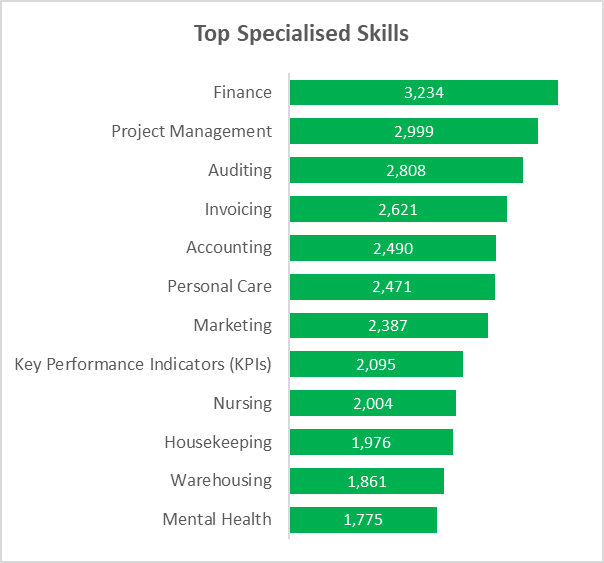 Top Specialised Skills
Finance 3,234
Project Management 2,999
Auditing 2,808
Invoicing 2,621
Accounting 2,490
Personal Care 2,471
Marketing 2,387
Key Performance Indicators (KPIs) 2,095
Nursing 2,004
Housekeeping 1,976
Warehousing 1,861
Mental Health 1,775